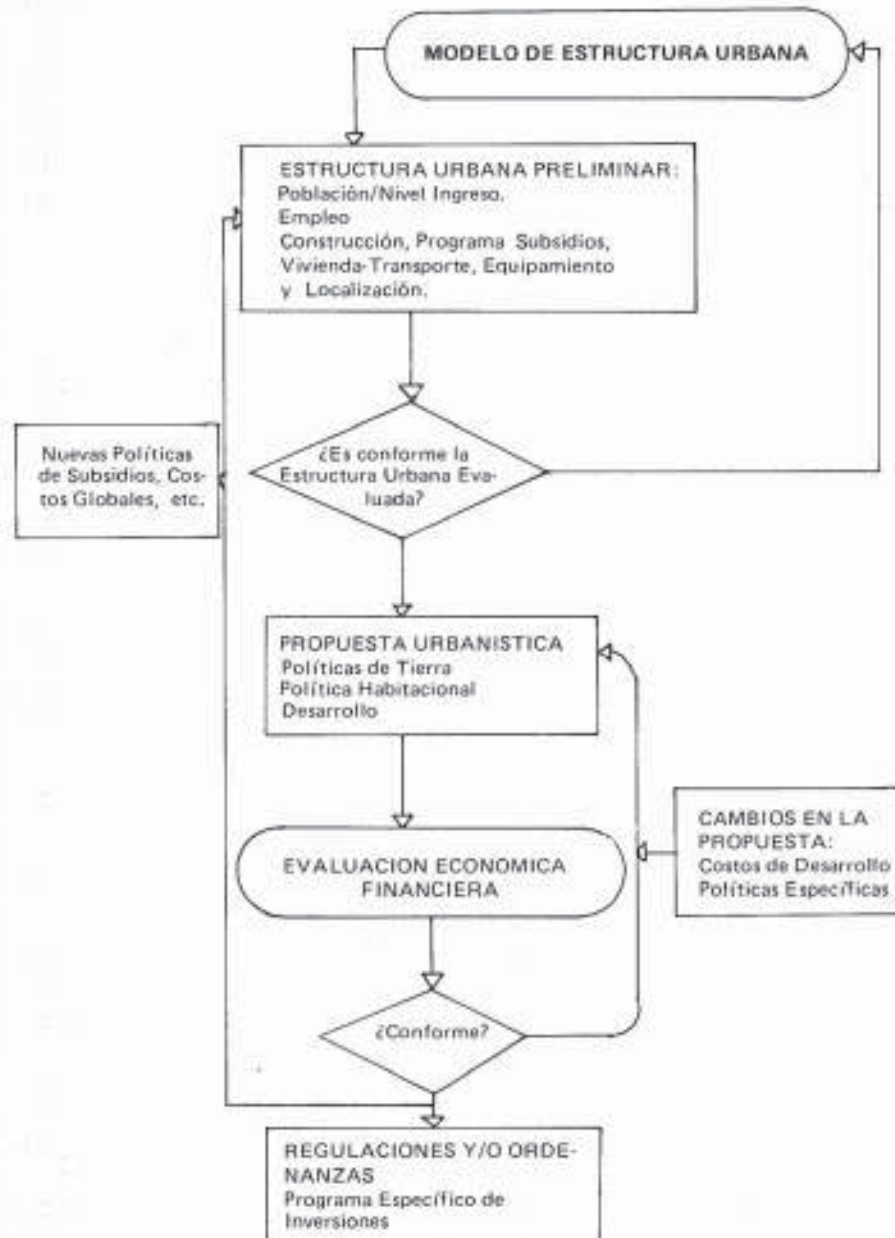 MODELO DE ESTRUCTURA URBANA
ESTRUCTURA URBANA PRELIMINAR:
Población/Nivel Ingreso.
Empleo
Construcción, Programa Subsidios,
Vivienda-Transporte, Equipamiento
y Localización.
¿Es conforme la
Estructura Urbana Eva-
luada?
Nuevas Políticas
de Subsidios, Cos-
tos Globales, etc.
PROPUESTA URBANISTICA
Políticas de Tierra
Política Habitacional
Desarrollo
EVALUACION ECONOMICA
FINANCIERA
CAMBIOS EN LA
PROPUESTA:
Costos de Desarrollo
Políticas Específicas
¿Conforme?
REGULACIONES Y/O ORDE-
NANZAS
Programa Específico de
Inversiones